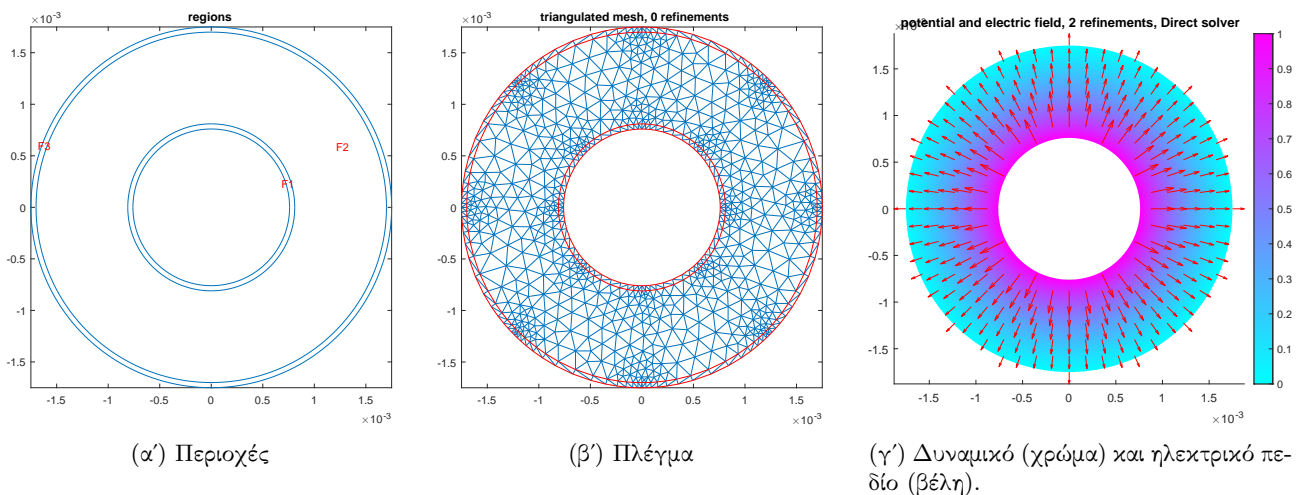 regions
1.5
1
0.5
0
-0.5
-1
-1.5
×10⁻³
F3
F2
F1
-1.5 -1 -0.5 0 0.5 1 1.5
×10⁻³
(αʹ) Περιοχές
triangulated mesh, 0 refinements
1.5
1
0.5
0
-0.5
-1
-1.5
×10⁻³
-1.5 -1 -0.5 0 0.5 1 1.5
×10⁻³
(βʹ) Πλέγμα
potential and electric field, 2 refinements, Direct solver
1.5
1
0.5
0
-0.5
-1
-1.5
-1.5 -1 -0.5 0 0.5 1 1.5
×10⁻³
1
0.9
0.8
0.7
0.6
0.5
0.4
0.3
0.2
0.1
0
(γʹ) Δυναμικό (χρώμα) και ηλεκτρικό πε-
δίο (βέλη).